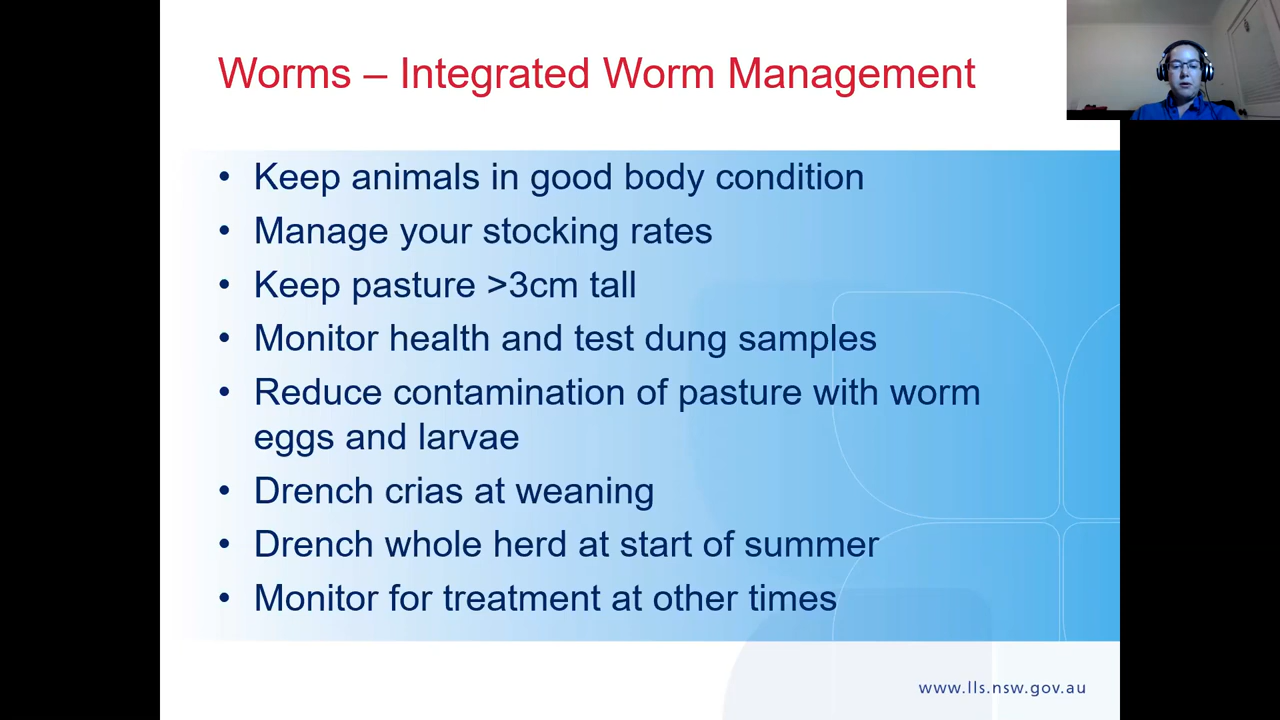 Worms – Integrated Worm Management
• Keep animals in good body condition
• Manage your stocking rates
• Keep pasture >3cm tall
• Monitor health and test dung samples
• Reduce contamination of pasture with worm
eggs and larvae
• Drench crias at weaning
• Drench whole herd at start of summer
• Monitor for treatment at other times
www.lls.nsw.gov.au